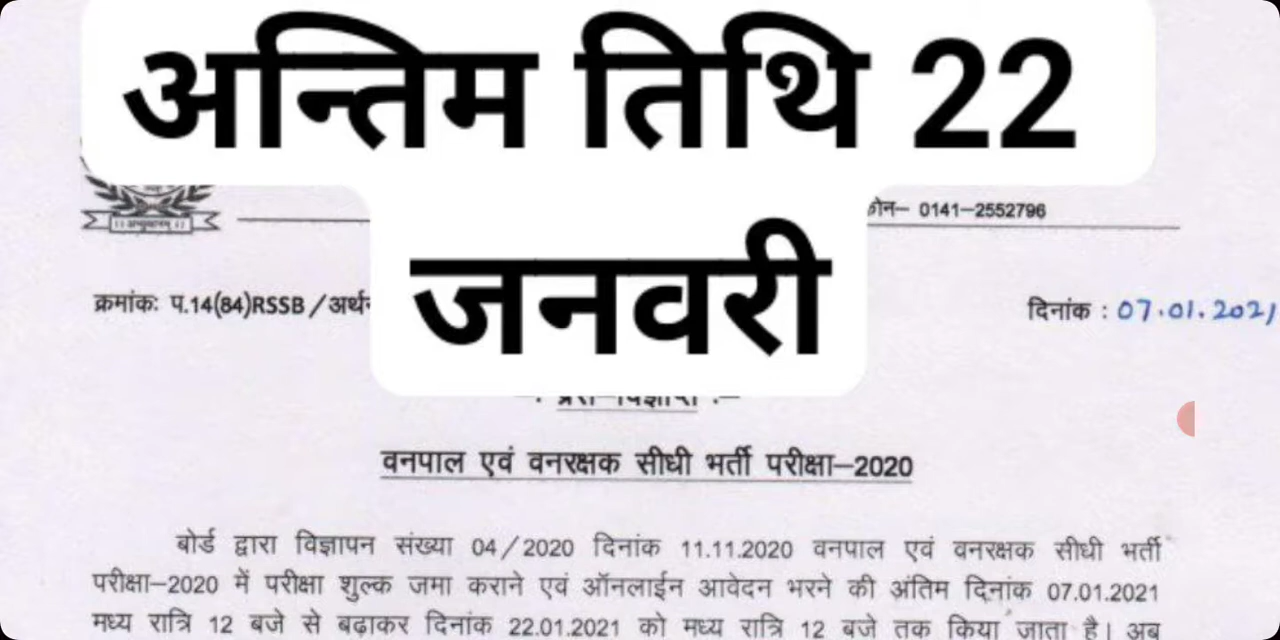 अन्तिम तिथि 22
जनवरी
फोन– 0141–2552796
क्रमांकः प.14(84)RSSB/अर्थन
दिनांक : 07.01.2021
वनपाल एवं वनरक्षक सीधी भर्ती परीक्षा–2020
बोर्ड द्वारा विज्ञापन संख्या 04/2020 दिनांक 11.11.2020 वनपाल एवं वनरक्षक सीधी भर्ती
परीक्षा–2020 में परीक्षा शुल्क जमा कराने एवं ऑनलाईन आवेदन भरने की अंतिम दिनांक 07.01.2021
मध्य रात्रि 12 बजे से बढाकर दिनांक 22.01.2021 को मध्य रात्रि 12 बजे तक किया जाता है। अब